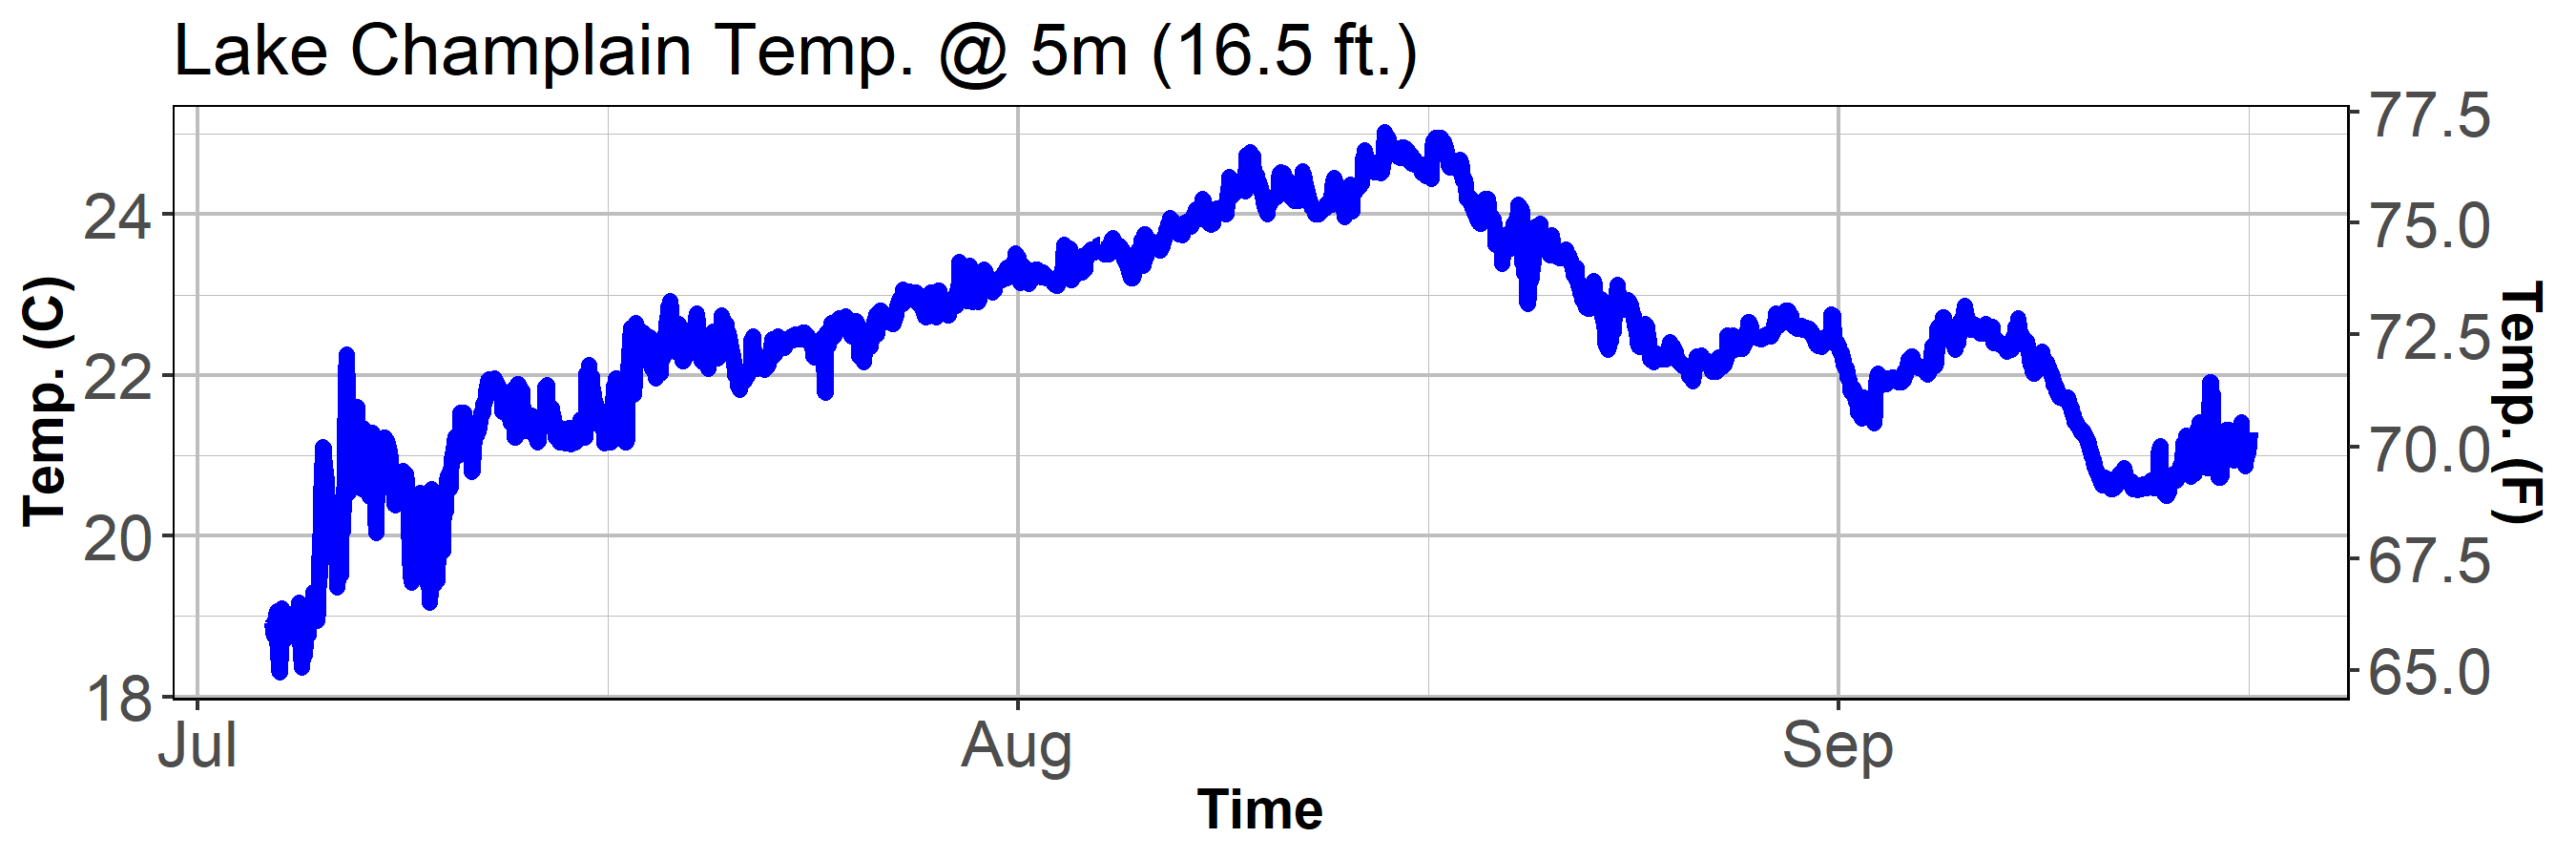 Lake Champlain Temp. @ 5m (16.5 ft.)
Temp. (C)
24
22
20
18
77.5
75.0
72.5
70.0
67.5
65.0
Temp. (F)
Jul
Aug
Sep
Time